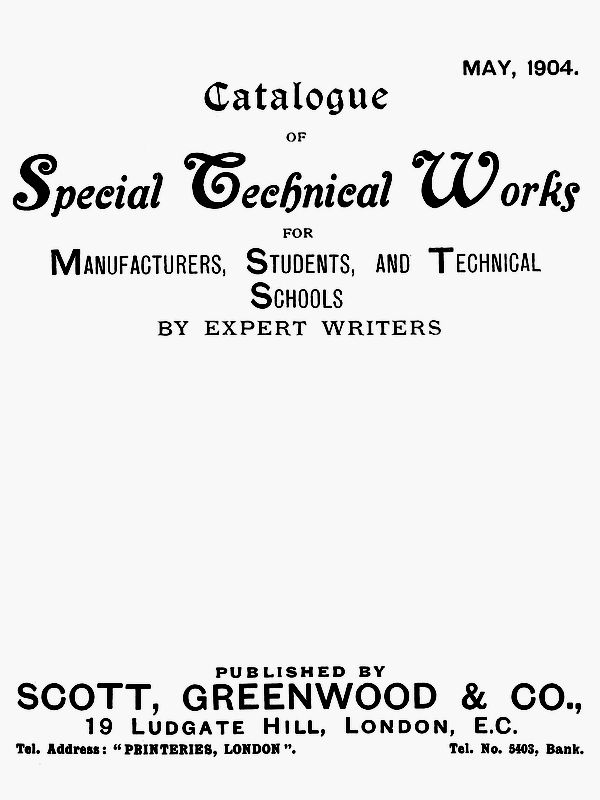 MAY, 1904.
Catalogue
OF
Special Technical Works
FOR
MANUFACTURERS, STUDENTS, AND TECHNICAL
SCHOOLS
BY EXPERT WRITERS
PUBLISHED BY
SCOTT, GREENWOOD & CO.,
19 LUDGATE HILL, LONDON, E.C.
Tel. Address: "PRINTERIES, LONDON".
Tel. No. 5403, Bank.